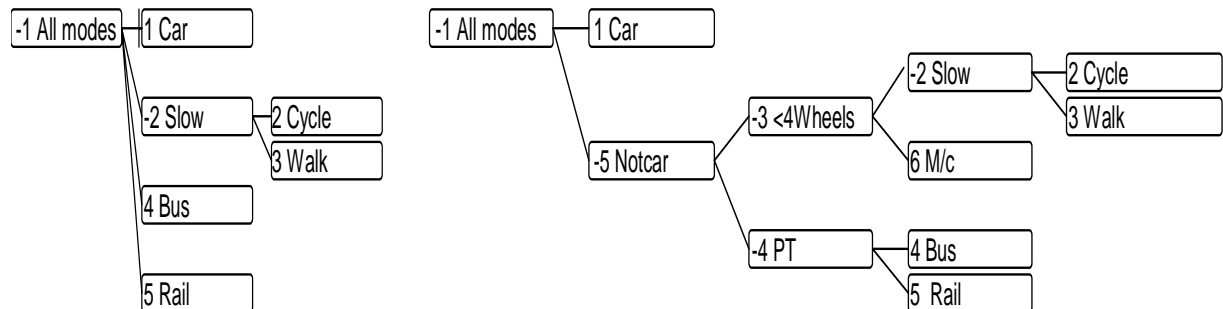 -1 All modes
1 Car
-2 Slow
2 Cycle
3 Walk
4 Bus
5 Rail
-1 All modes
1 Car
-5 Notcar
-3 <4Wheels
-2 Slow
2 Cycle
3 Walk
6 M/c
-4 PT
4 Bus
5 Rail